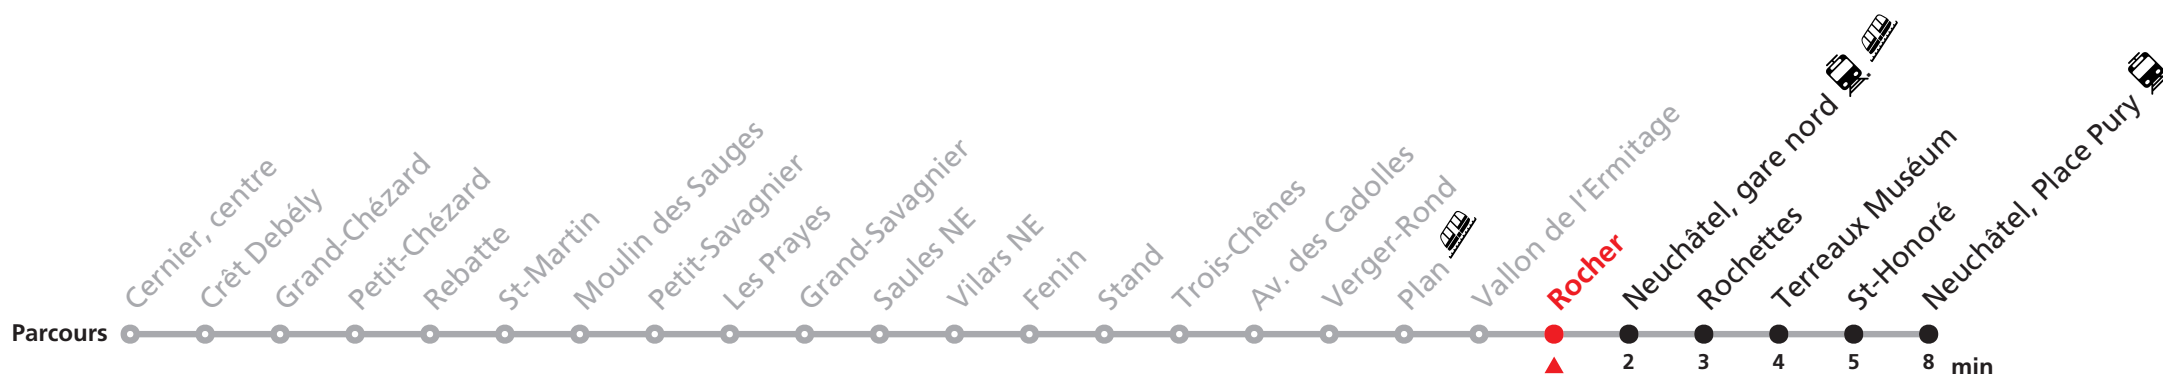 Cernier, centre
Crêt Debély
Grand-Chézard
Petit-Chézard
Rebatte
St-Martin
Moulin des Sauges
Petit-Savagnier
Les Prayes
Grand-Savagnier
Saules NE
Vilars NE
Fenin
Stand
Trois-Chênes
Av. des Cadolles
Verger-Rond
Plan
Vallon de l'Ermitage
Rocher
Neuchâtel, gare nord
Rochettes
Terreaux Muséum
St-Honoré
Neuchâtel, Place Pury
Parcours
2 3 4 5 8 min